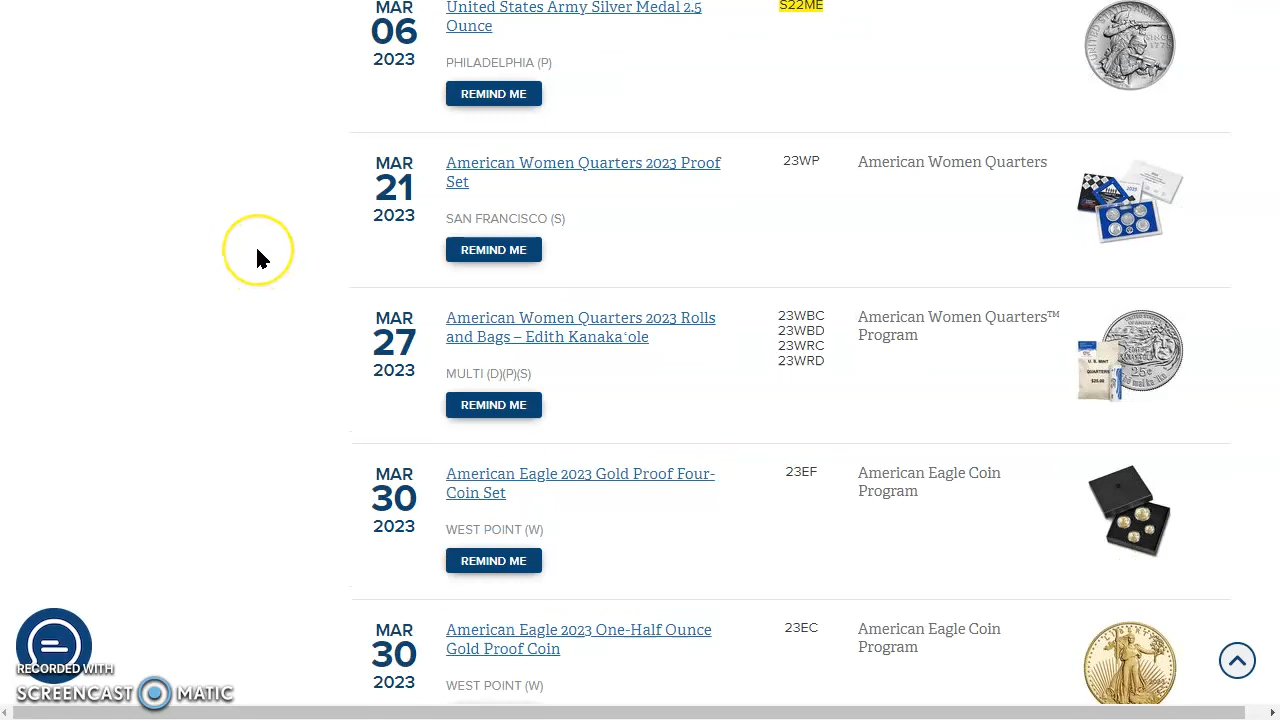 MAR
06
2023
United States Army Silver Medal 2.5
Ounce
PHILADELPHIA (P)
REMIND ME
S22ME
MAR
21
2023
American Women Quarters 2023 Proof
Set
SAN FRANCISCO (S)
REMIND ME
23WP
American Women Quarters
MAR
27
2023
American Women Quarters 2023 Rolls
and Bags – Edith Kanakaʻole
MULTI (D)(P)(S)
REMIND ME
23WBC
23WBD
23WRC
23WRD
American Women Quarters™
Program
U.S. MINT
QUARTERS
25¢
MAR
30
2023
American Eagle 2023 Gold Proof Four-
Coin Set
WEST POINT (W)
REMIND ME
23EF
American Eagle Coin
Program
MAR
30
2023
American Eagle 2023 One-Half Ounce
Gold Proof Coin
WEST POINT (W)
23EC
American Eagle Coin
Program
RECORDED WITH
SCREENCAST MATIC